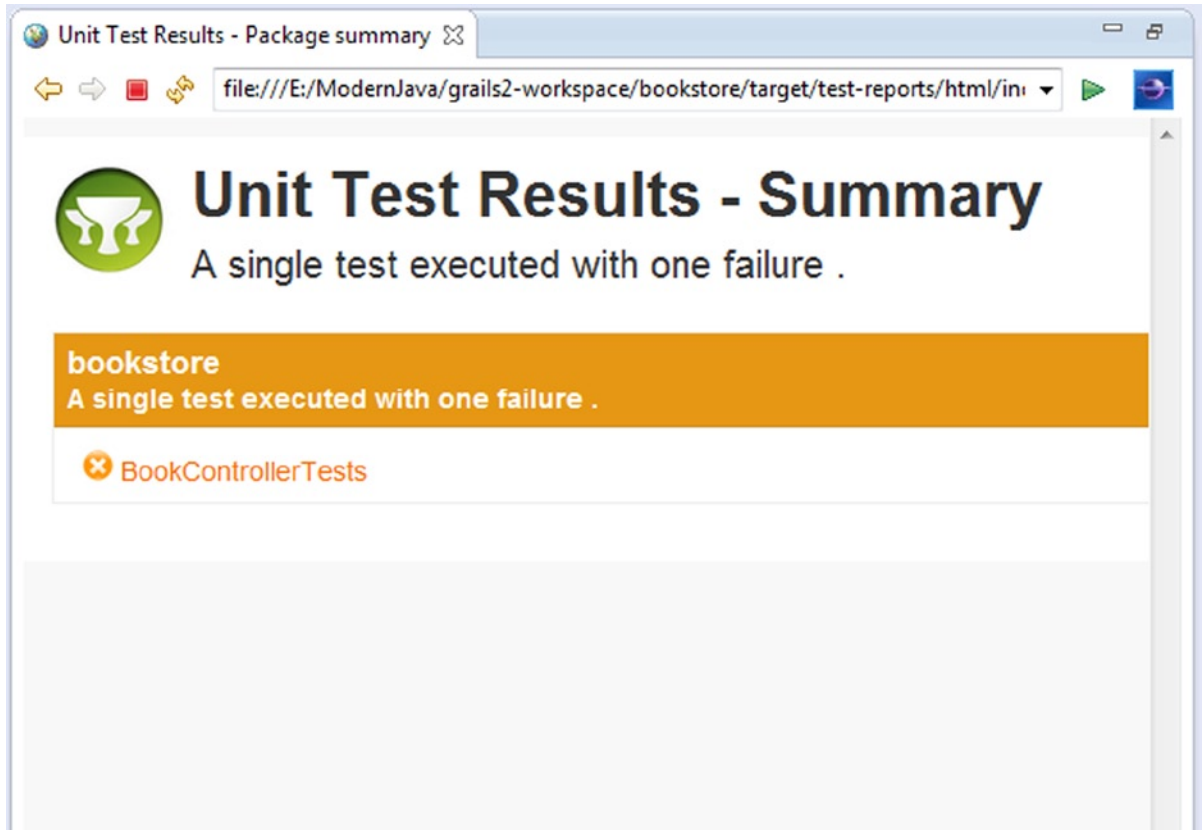 Unit Test Results - Package summary
file:///E:/ModernJava/grails2-workspace/bookstore/target/test-reports/html/in
Unit Test Results - Summary
A single test executed with one failure .
bookstore
A single test executed with one failure .
BookControllerTests